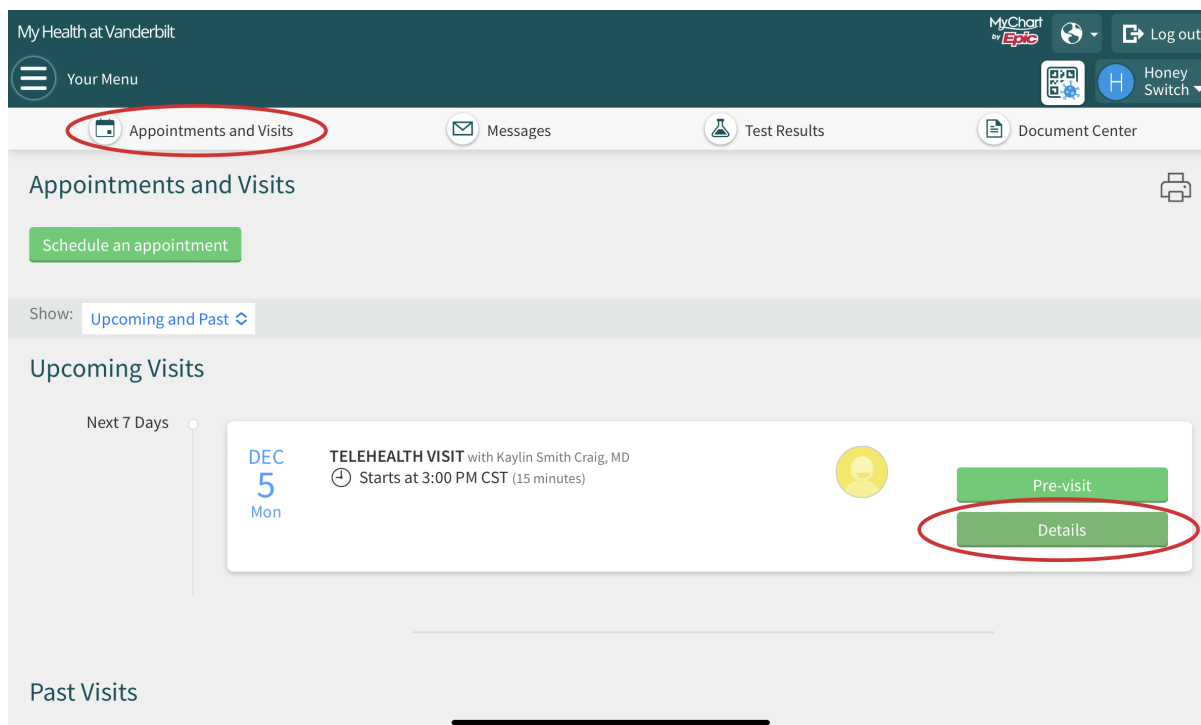 My Health at Vanderbilt
MyChart
by Epic
Log out
Your Menu
H
Honey
Switch
Appointments and Visits
Messages
Test Results
Document Center
Appointments and Visits
Schedule an appointment
Show: Upcoming and Past
Upcoming Visits
Next 7 Days
DEC
5
Mon
TELEHEALTH VISIT with Kaylin Smith Craig, MD
Starts at 3:00 PM CST (15 minutes)
Pre-visit
Details
Past Visits